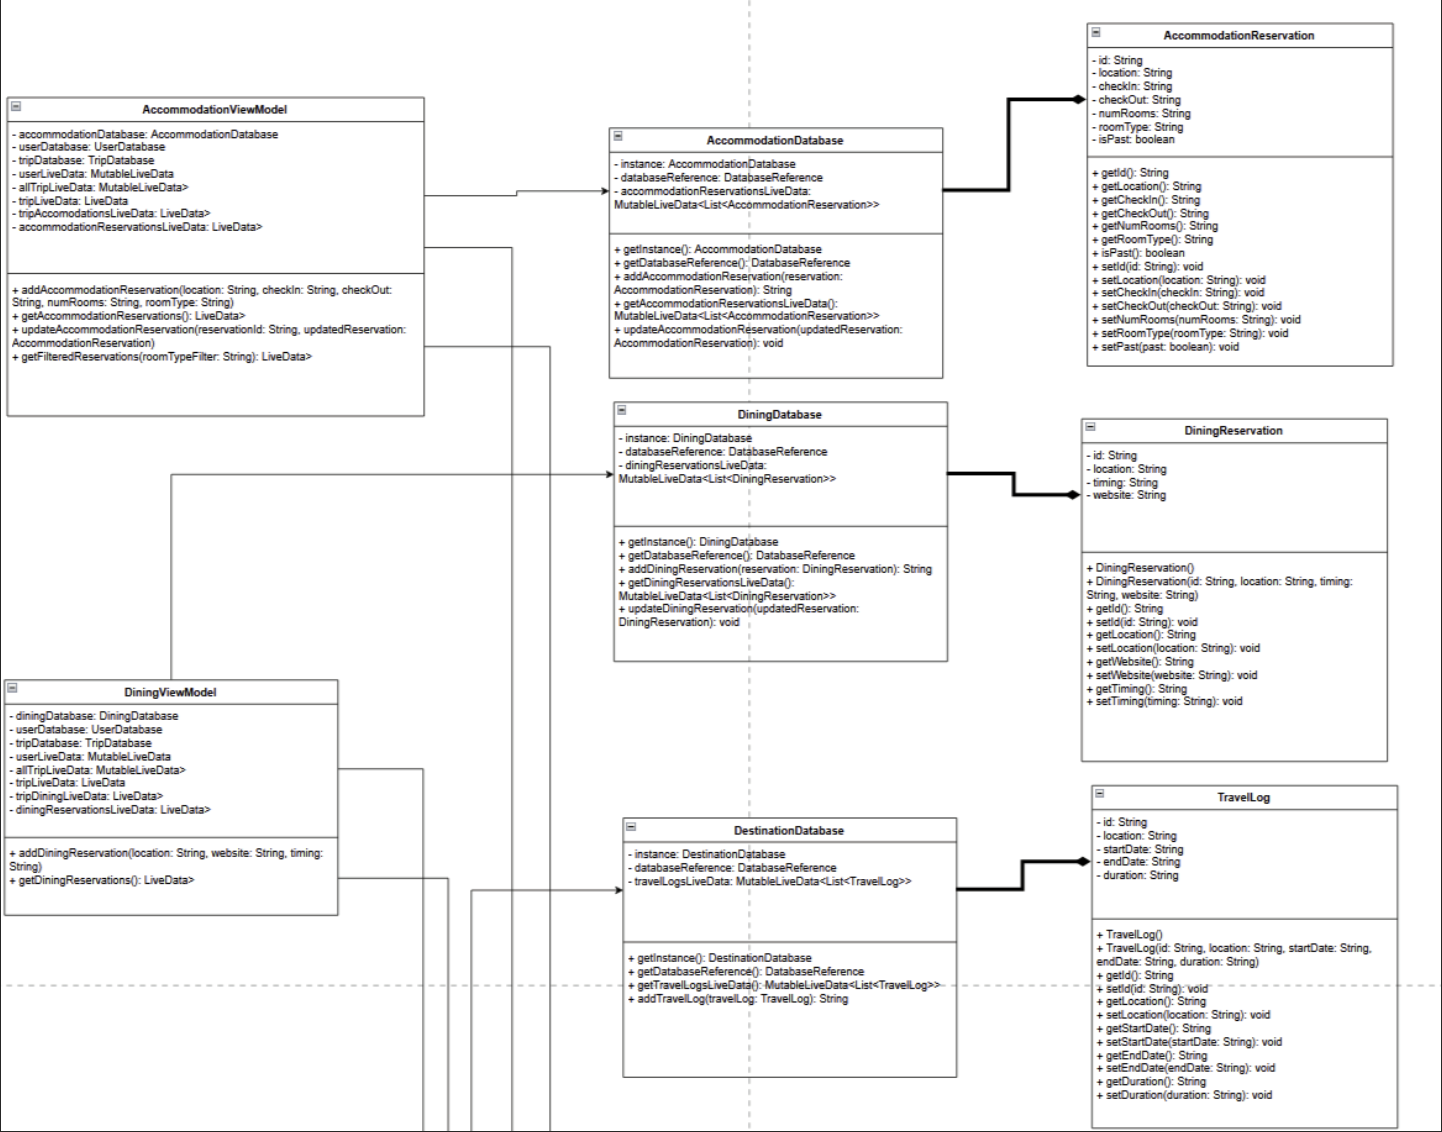 AccommodationViewModel
- accommodationDatabase: AccommodationDatabase
- userDatabase: UserDatabase
- tripDatabase: TripDatabase
- userLiveData: MutableLiveData
- allTripLiveData: MutableLiveData>
- tripLiveData: LiveData
- tripAccomodationsLiveData: LiveData>
- accommodationReservationsLiveData: LiveData>
+ addAccommodationReservation(location: String, checkIn: String, checkOut:
String, numRooms: String, roomType: String)
+ getAccommodationReservations(): LiveData>
+ updateAccommodationReservation(reservationId: String, updatedReservation:
AccommodationReservation)
+ getFilteredReservations(roomTypeFilter: String): LiveData>
AccommodationDatabase
- instance: AccommodationDatabase
- databaseReference: DatabaseReference
- accommodationReservationsLiveData:
MutableLiveData<List<AccommodationReservation>>
+ getInstance(): AccommodationDatabase
+ getDatabaseReference(): DatabaseReference
+ addAccommodationReservation(reservation:
AccommodationReservation): String
+ getAccommodationReservationsLiveData():
MutableLiveData<List<AccommodationReservation>>
+ updateAccommodationReservation(updatedReservation:
AccommodationReservation): void
AccommodationReservation
- id: String
- location: String
- checkIn: String
- checkOut: String
- numRooms: String
- roomType: String
- isPast: boolean
+ getId(): String
+ getLocation(): String
+ getCheckIn(): String
+ getCheckOut(): String
+ getNumRooms(): String
+ getRoomType(): String
+ isPast(): boolean
+ setId(id: String): void
+ setLocation(location: String): void
+ setCheckIn(checkIn: String): void
+ setCheckOut(checkOut: String): void
+ setNumRooms(numRooms: String): void
+ setRoomType(roomType: String): void
+ setPast(past: boolean): void
DiningDatabase
- instance: DiningDatabase
- databaseReference: DatabaseReference
- diningReservationsLiveData:
MutableLiveData<List<DiningReservation>>
+ getInstance(): DiningDatabase
+ getDatabaseReference(): DatabaseReference
+ addDiningReservation(reservation: DiningReservation): String
+ getDiningReservationsLiveData():
MutableLiveData<List<DiningReservation>>
+ updateDiningReservation(updatedReservation:
DiningReservation): void
DiningReservation
- id: String
- location: String
- timing: String
- website: String
+ DiningReservation()
+ DiningReservation(id: String, location: String, timing:
String, website: String)
+ getId(): String
+ setId(id: String): void
+ getLocation(): String
+ setLocation(location: String): void
+ getWebsite(): String
+ setWebsite(website: String): void
+ getTiming(): String
+ setTiming(timing: String): void
DiningViewModel
- diningDatabase: DiningDatabase
- userDatabase: UserDatabase
- tripDatabase: TripDatabase
- userLiveData: MutableLiveData
- allTripLiveData: MutableLiveData>
- tripLiveData: LiveData
- tripDiningLiveData: LiveData>
- diningReservationsLiveData: LiveData>
+ addDiningReservation(location: String, website: String, timing:
String)
+ getDiningReservations(): LiveData>
DestinationDatabase
- instance: DestinationDatabase
- databaseReference: DatabaseReference
- travelLogsLiveData: MutableLiveData<List<TravelLog>>
+ getInstance(): DestinationDatabase
+ getDatabaseReference(): DatabaseReference
+ getTravelLogsLiveData(): MutableLiveData<List<TravelLog>>
+ addTravelLog(travelLog: TravelLog): String
TravelLog
- id: String
- location: String
- startDate: String
- endDate: String
- duration: String
+ TravelLog()
+ TravelLog(id: String, location: String, startDate: String,
endDate: String, duration: String)
+ getId(): String
+ setId(id: String): void
+ getLocation(): String
+ setLocation(location: String): void
+ getStartDate(): String
+ setStartDate(startDate: String): void
+ getEndDate(): String
+ setEndDate(endDate: String): void
+ getDuration(): String
+ setDuration(duration: String): void